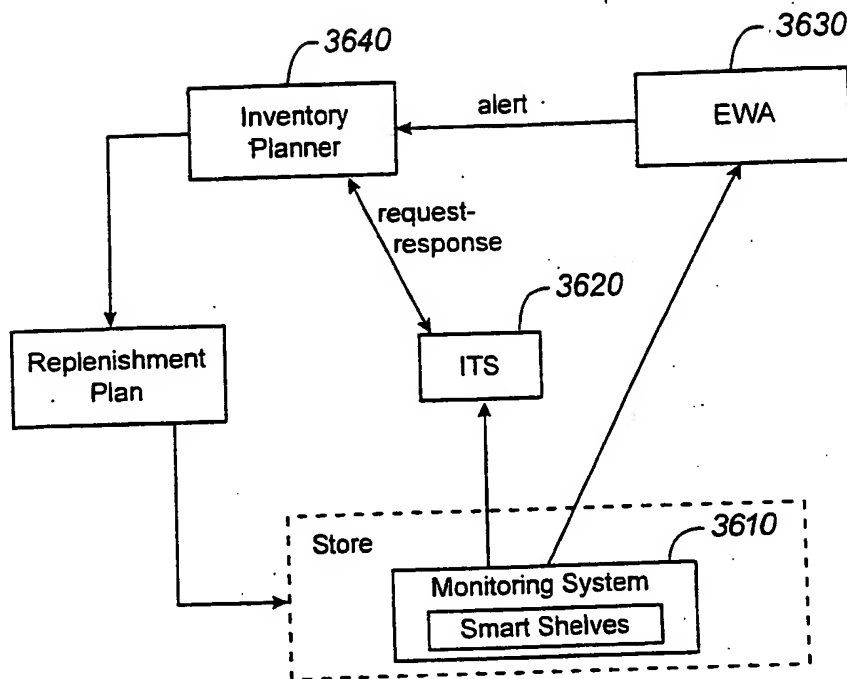 3640
3630
Inventory
Planner
alert
EWA
request-
response
3620
ITS
Replenishment
Plan
3610
Store
Monitoring System
Smart Shelves